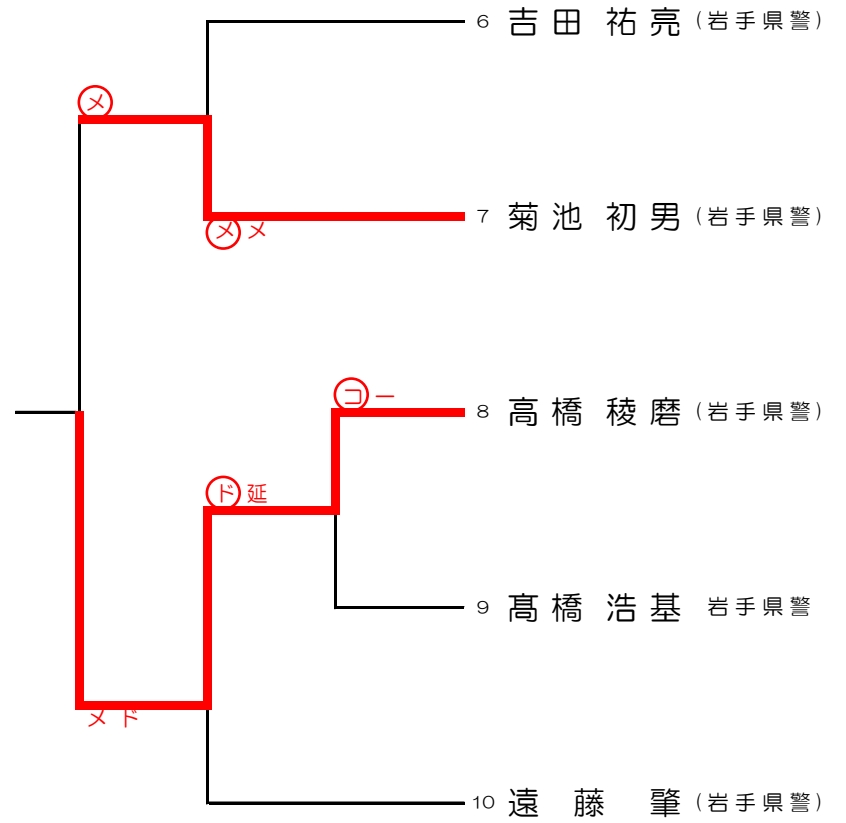 6 吉田 祐亮 (岩手県警)
メ
7 菊池 初男 (岩手県警)
メメ
コー
8 高橋 稜磨 (岩手県警)
ド延
9 髙橋 浩基 岩手県警
メド
10 遠藤 肇 (岩手県警)